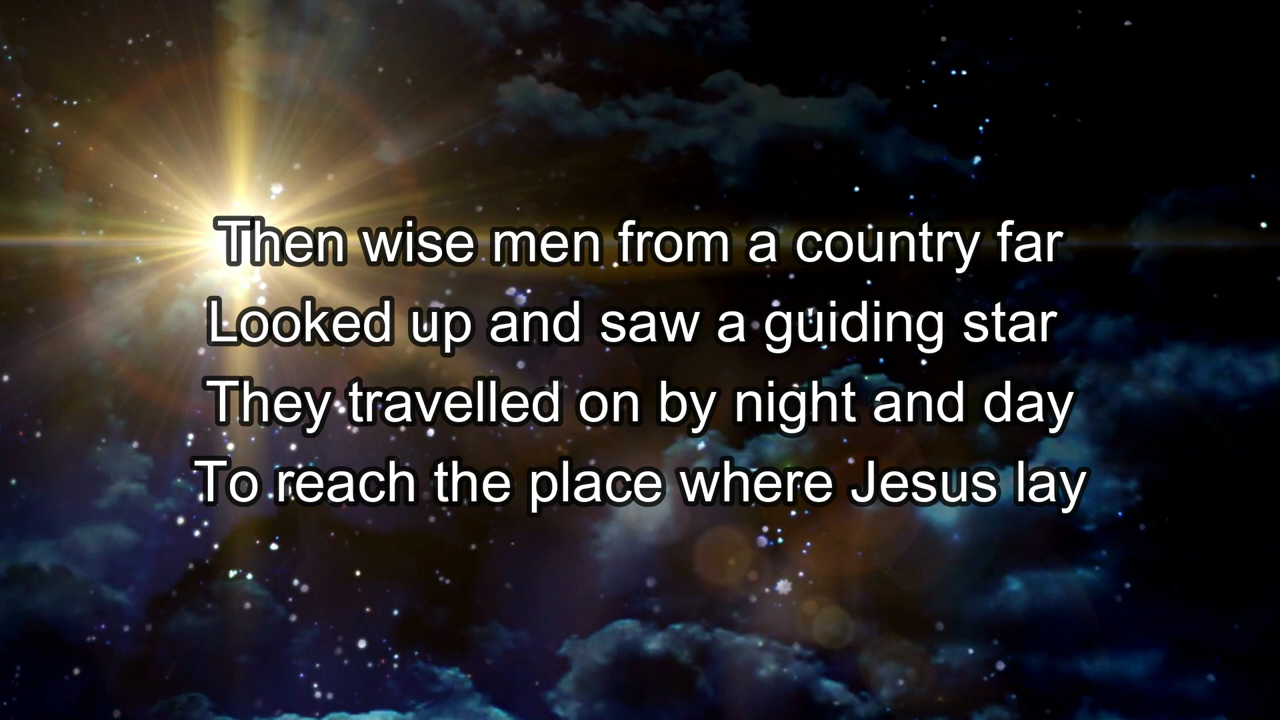 Then wise men from a country far
Looked up and saw a guiding star
They travelled on by night and day
To reach the place where Jesus lay